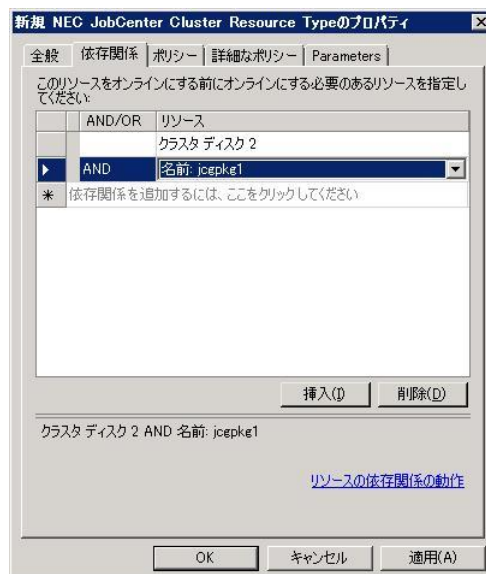 新規 NEC JobCenter Cluster Resource Typeのプロパティ
全般 依存関係 ポリシー 詳細なポリシー Parameters
このリソースをオンラインにする前にオンラインにする必要のあるリソースを指定し
てください:
AND/OR リソース
クラスタ ディスク 2
AND 名前: jcgpkg1
依存関係を追加するには、ここをクリックしてください
挿入(I) 削除(D)
クラスタ ディスク 2 AND 名前: jcgpkg1
リソースの依存関係の動作
OK キャンセル 適用(A)